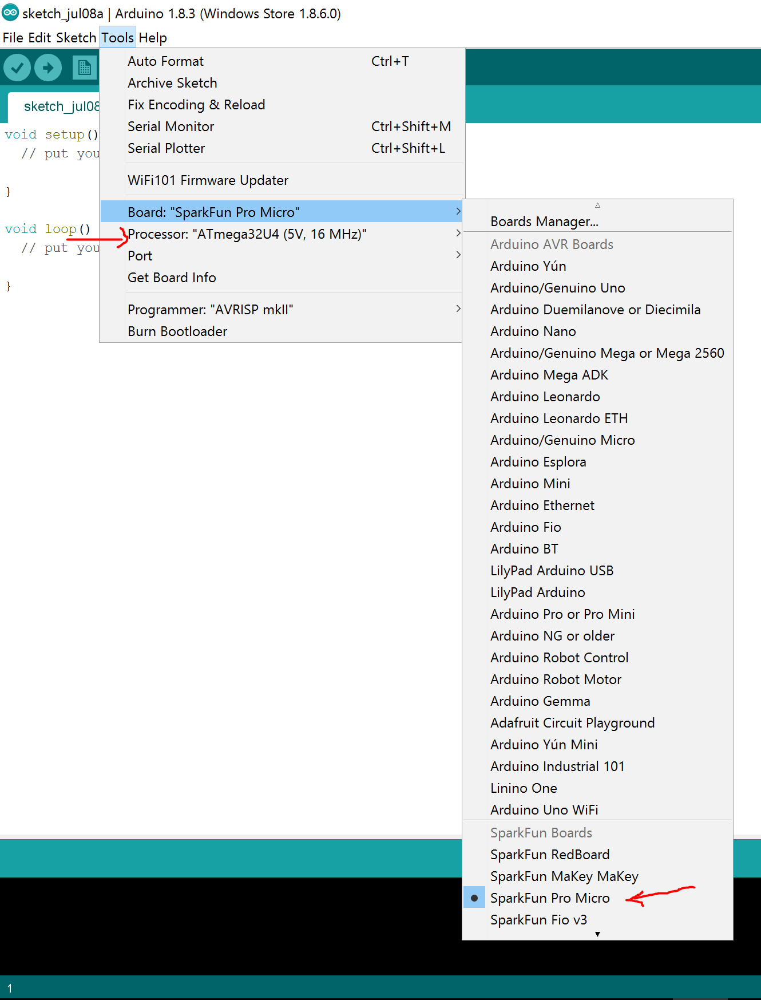 sketch_jul08a | Arduino 1.8.3 (Windows Store 1.8.6.0)
File Edit Sketch Tools Help
sketch_jul08
void setup()
// put you
}
void loop()
// put you
}
Auto Format Ctrl+T
Archive Sketch
Fix Encoding & Reload
Serial Monitor Ctrl+Shift+M
Serial Plotter Ctrl+Shift+L
WiFi101 Firmware Updater
Board: "SparkFun Pro Micro"
Processor: "ATmega32U4 (5V, 16 MHz)"
Port
Get Board Info
Programmer: "AVRISP mkII"
Burn Bootloader
Boards Manager...
Arduino AVR Boards
Arduino Yún
Arduino/Genuino Uno
Arduino Duemilanove or Diecimila
Arduino Nano
Arduino/Genuino Mega or Mega 2560
Arduino Mega ADK
Arduino Leonardo
Arduino Leonardo ETH
Arduino/Genuino Micro
Arduino Esplora
Arduino Mini
Arduino Ethernet
Arduino Fio
Arduino BT
LilyPad Arduino USB
LilyPad Arduino
Arduino Pro or Pro Mini
Arduino NG or older
Arduino Robot Control
Arduino Robot Motor
Arduino Gemma
Adafruit Circuit Playground
Arduino Yún Mini
Arduino Industrial 101
Linino One
Arduino Uno WiFi
SparkFun Boards
SparkFun RedBoard
SparkFun MaKey MaKey
SparkFun Pro Micro
SparkFun Fio v3
1